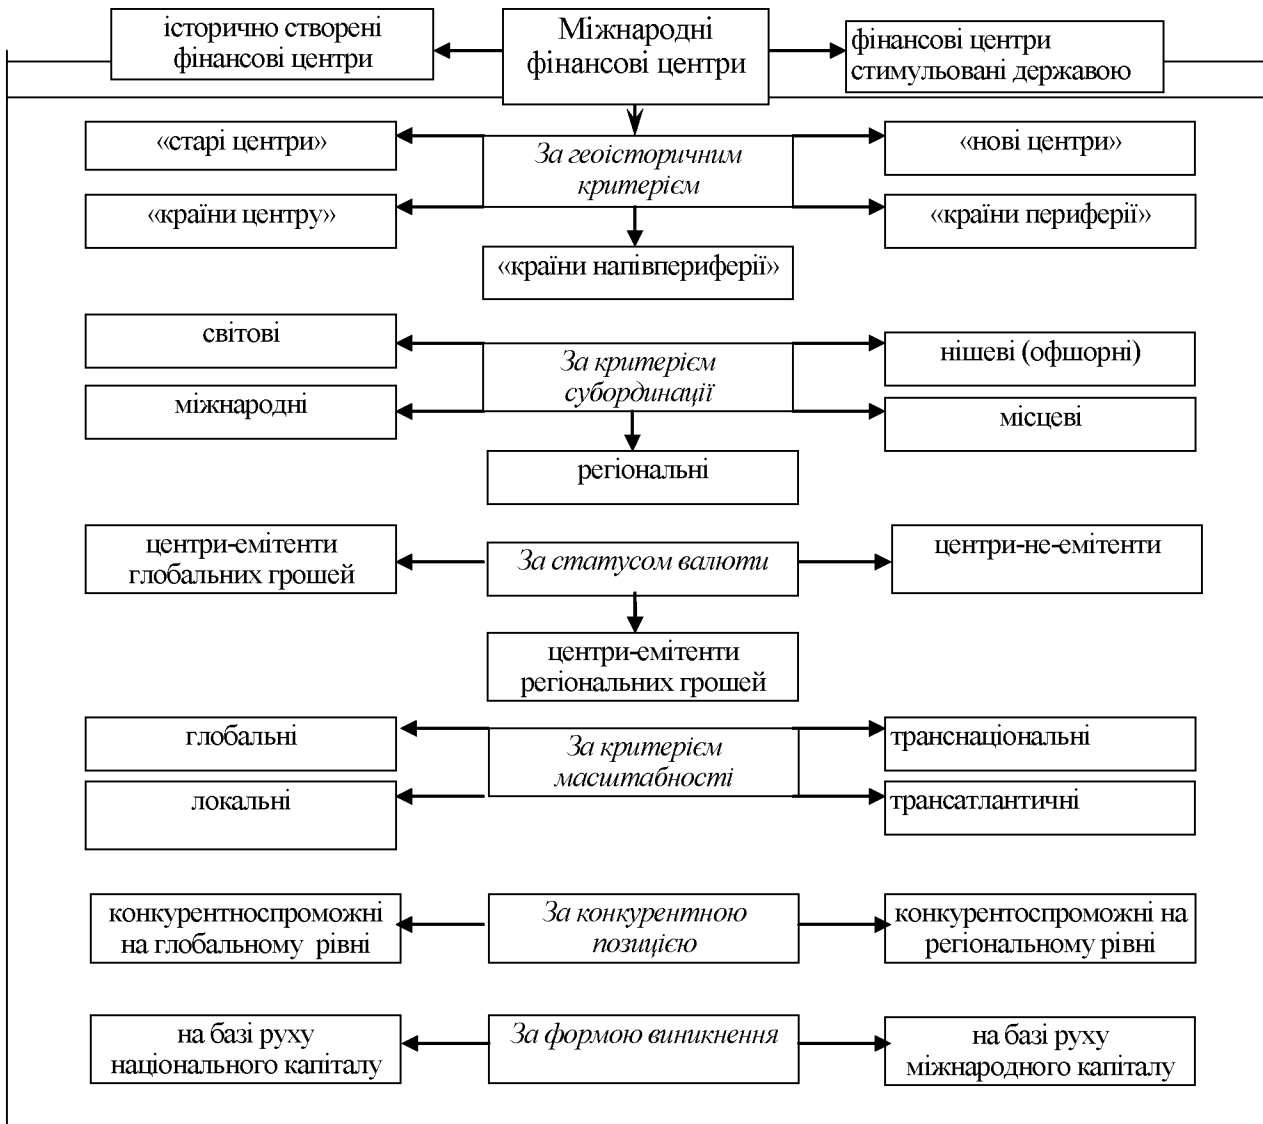 історично створені
фінансові центри
Міжнародні
фінансові центри
фінансові центри
стимульовані державою
«старі центри»
За геоісторичним
критерієм
«нові центри»
«країни центру»
«країни периферії»
«країни напівпериферії»
світові
За критерієм
субординації
нішеві (офшорні)
міжнародні
місцеві
регіональні
центри-емітенти
глобальних грошей
За статусом валюти
центри-не-емітенти
центри-емітенти
регіональних грошей
глобальні
За критерієм
масштабності
транснаціональні
локальні
трансатлантичні
конкурентноспроможні
на глобальному рівні
За конкурентною
позицією
конкурентоспроможні на
регіональному рівні
на базі руху
національного капіталу
За формою виникнення
на базі руху
міжнародного капіталу